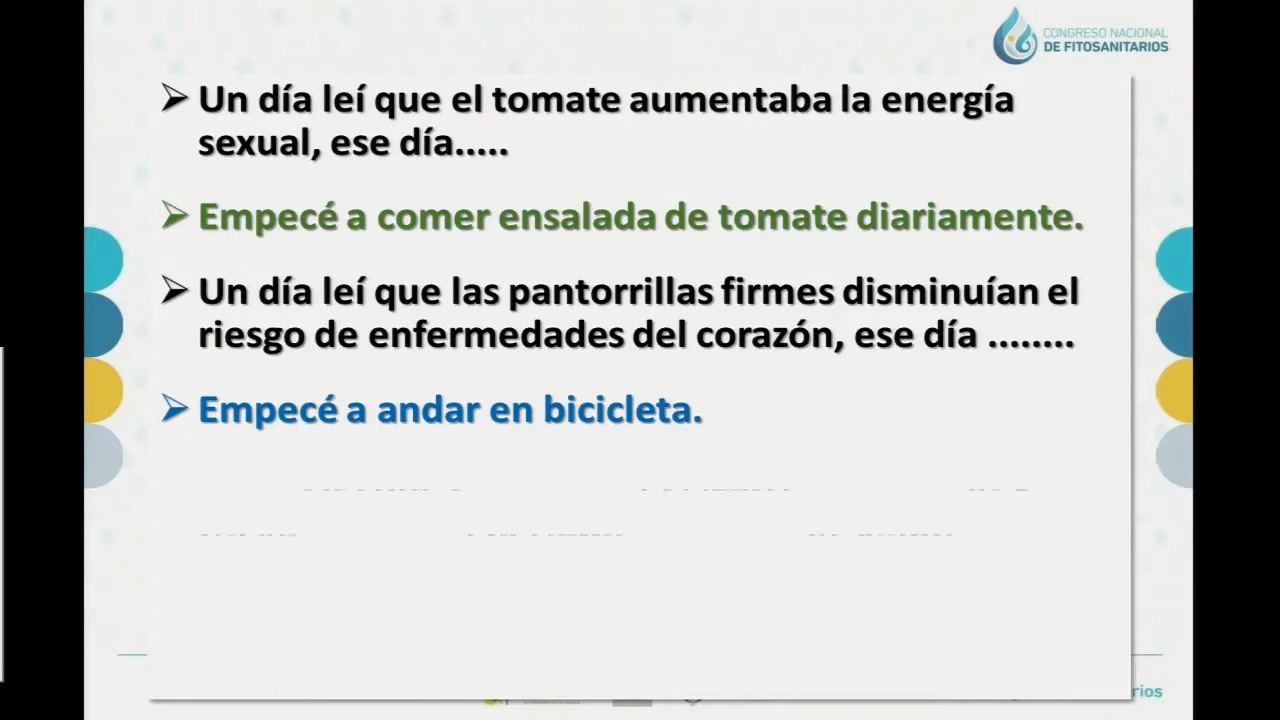 CONGRESO NACIONAL
DE FITOSANITARIOS
➢ Un día leí que el tomate aumentaba la energía
sexual, ese día.....
➢ Empecé a comer ensalada de tomate diariamente.
➢ Un día leí que las pantorrillas firmes disminuían el
riesgo de enfermedades del corazón, ese día ........
➢ Empecé a andar en bicicleta.
rios